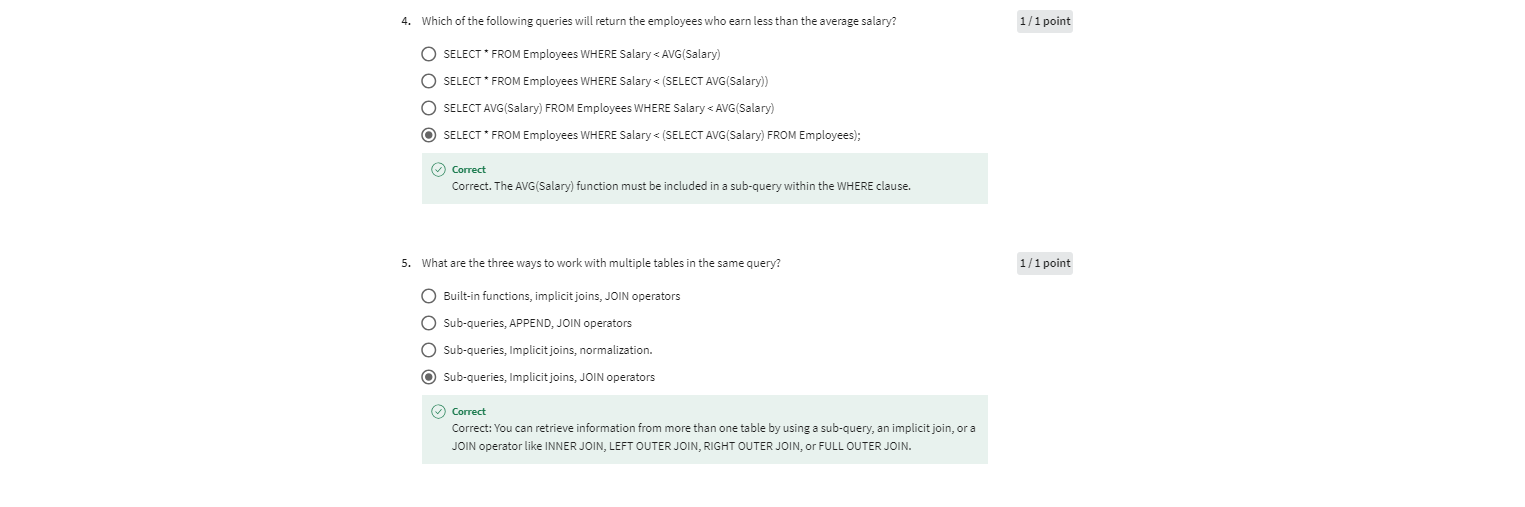 4. Which of the following queries will return the employees who earn less than the average salary? 1 / 1 point
SELECT * FROM Employees WHERE Salary < AVG(Salary)
SELECT * FROM Employees WHERE Salary < (SELECT AVG(Salary))
SELECT AVG(Salary) FROM Employees WHERE Salary < AVG(Salary)
SELECT * FROM Employees WHERE Salary < (SELECT AVG(Salary) FROM Employees);
Correct
Correct. The AVG(Salary) function must be included in a sub-query within the WHERE clause.
5. What are the three ways to work with multiple tables in the same query? 1 / 1 point
Built-in functions, implicit joins, JOIN operators
Sub-queries, APPEND, JOIN operators
Sub-queries, Implicit joins, normalization.
Sub-queries, Implicit joins, JOIN operators
Correct
Correct: You can retrieve information from more than one table by using a sub-query, an implicit join, or a
JOIN operator like INNER JOIN, LEFT OUTER JOIN, RIGHT OUTER JOIN, or FULL OUTER JOIN.